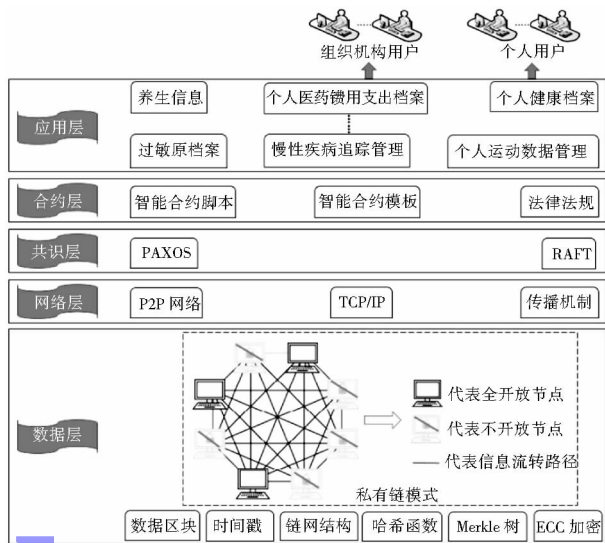 组织机构用户 个人用户
应用层
养生信息 个人医药费用支出档案 个人健康档案
过敏原档案 慢性疾病追踪管理 个人运动数据管理
合约层
智能合约脚本 智能合约模板 法律法规
共识层
PAXOS RAFT
网络层
P2P 网络 TCP/IP 传播机制
数据层
代表全开放节点
代表不开放节点
代表信息流转路径
私有链模式
数据区块 时间戳 链网结构 哈希函数 Merkle 树 ECC 加密